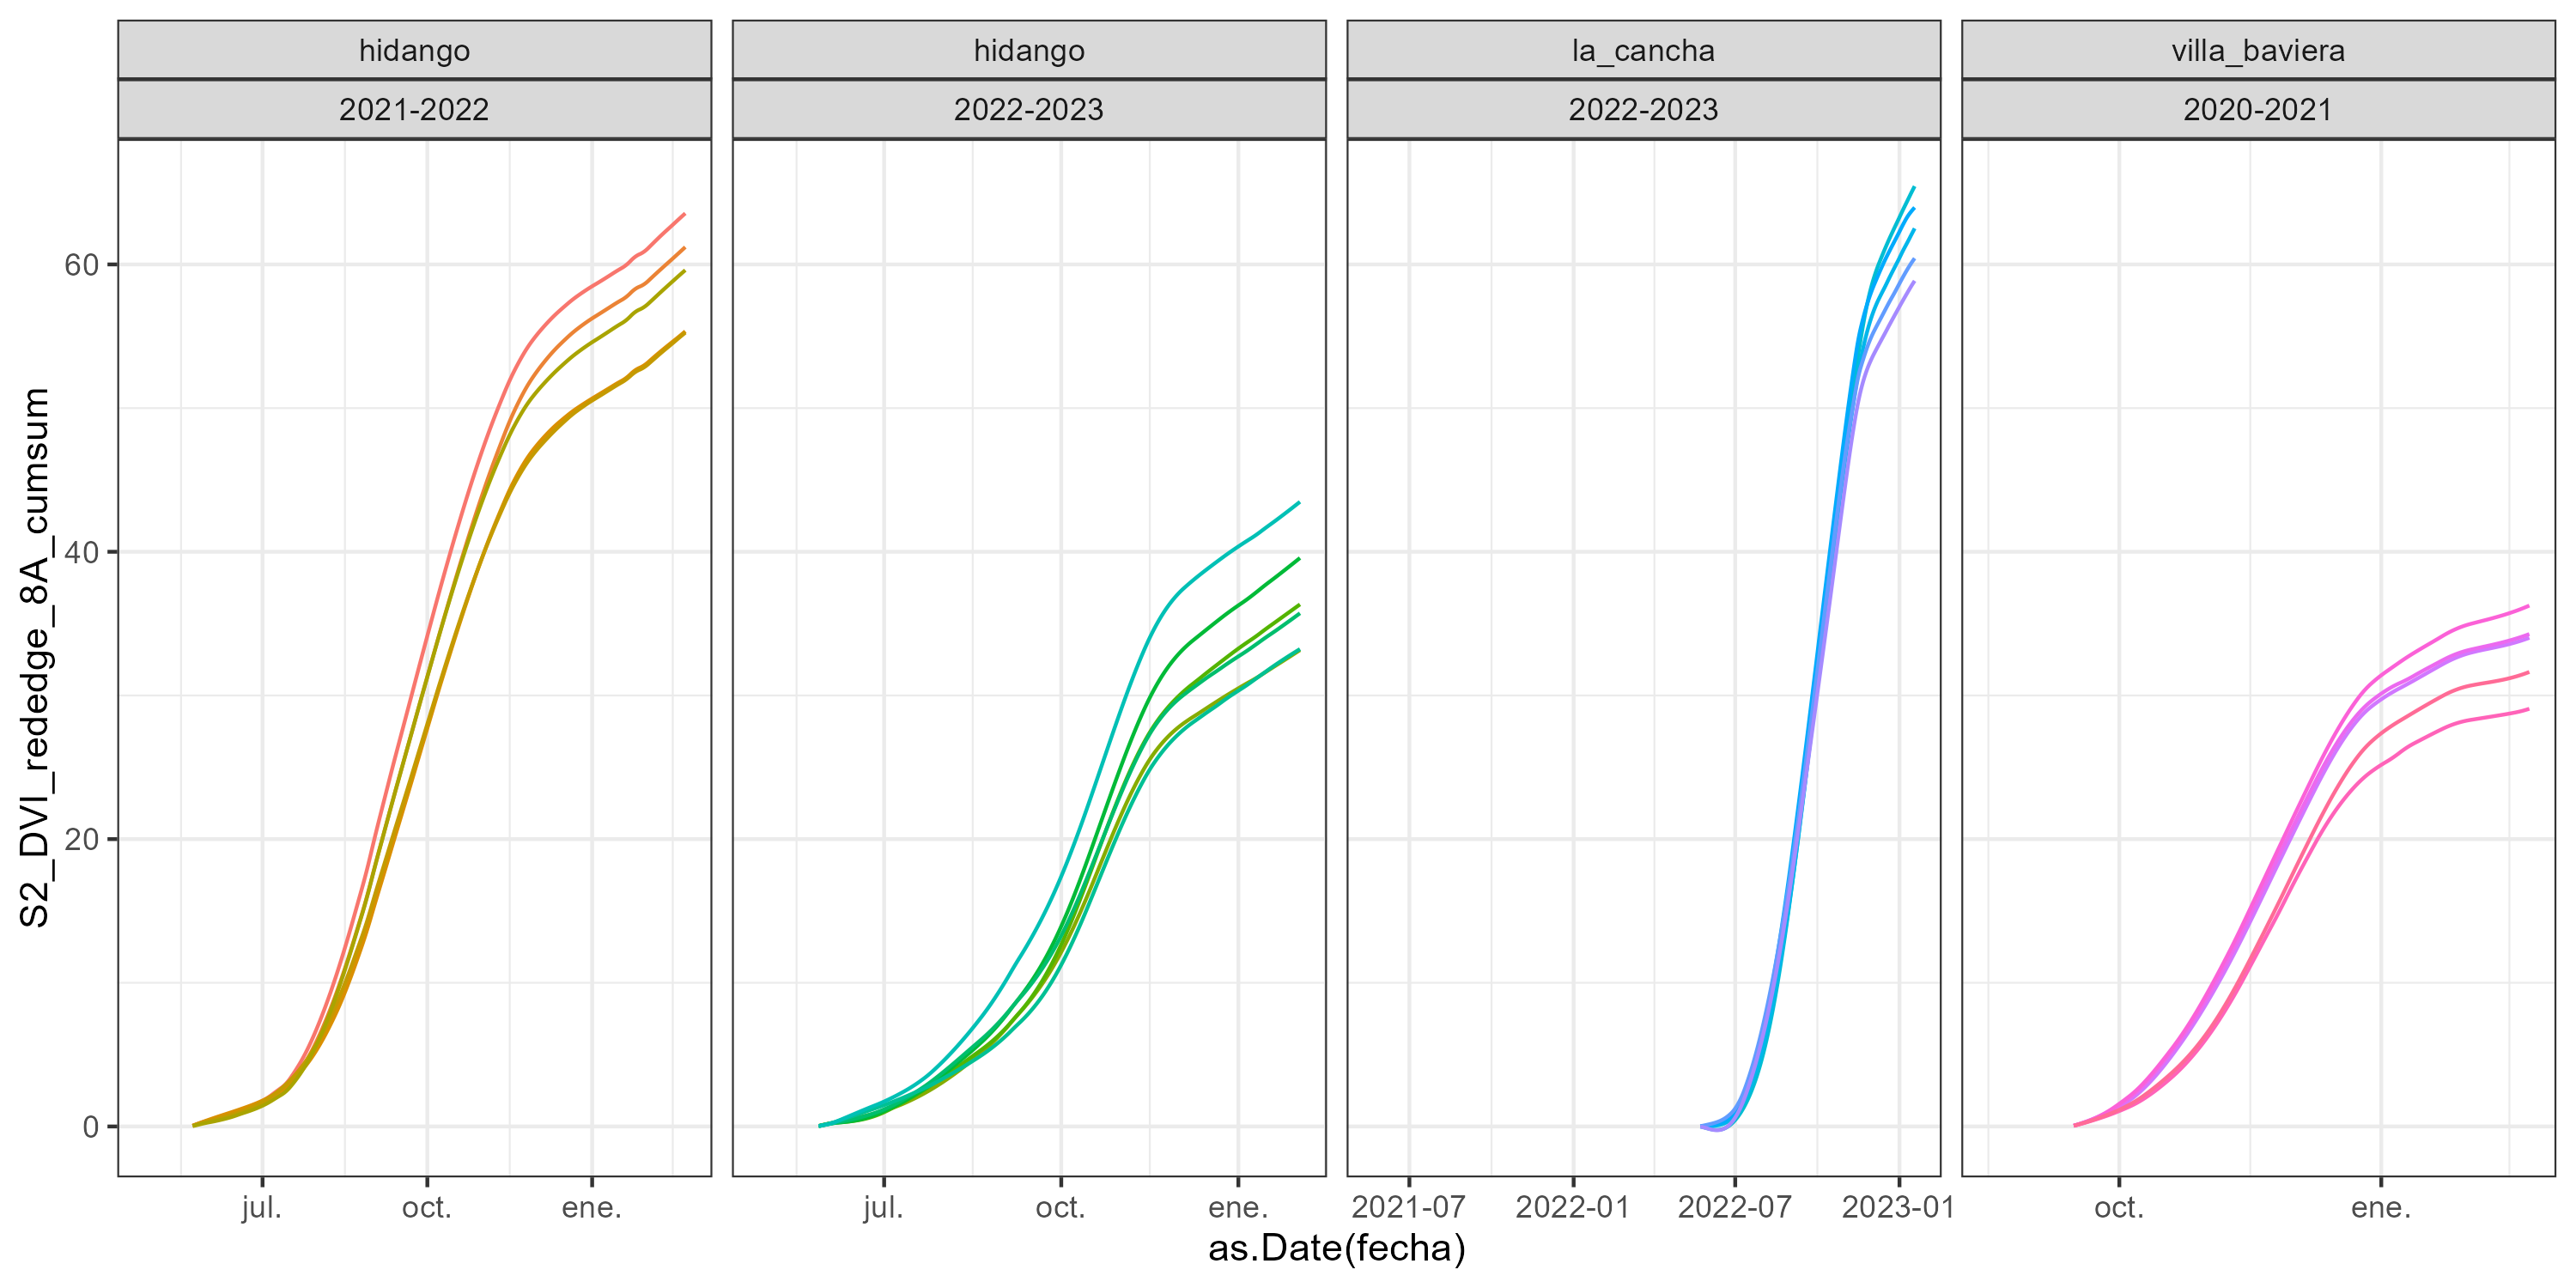 hidango hidango la_cancha villa_baviera
2021-2022 2022-2023 2022-2023 2020-2021
S2_DVI_rededge_8A_cumsum
60
40
20
0
jul. oct. ene. jul. oct. ene. 2021-07 2022-01 2022-07 2023-01 oct. ene.
as.Date(fecha)